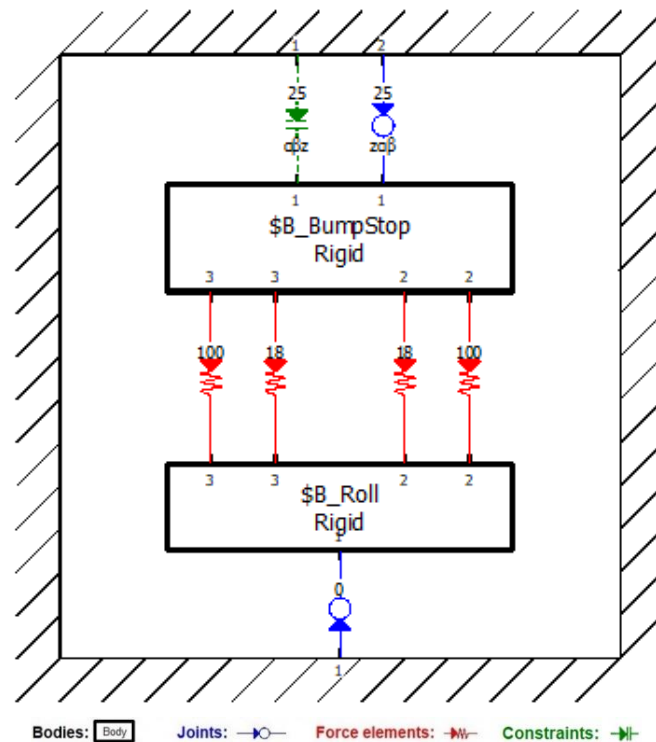 1 2
25 25
αβz zαβ
1 1
$B_BumpStop
Rigid
3 3 2 2
100 18 18 100
3 3 2 2
$B_Roll
Rigid
1
0
1
Bodies: Body Joints: Force elements: Constraints: